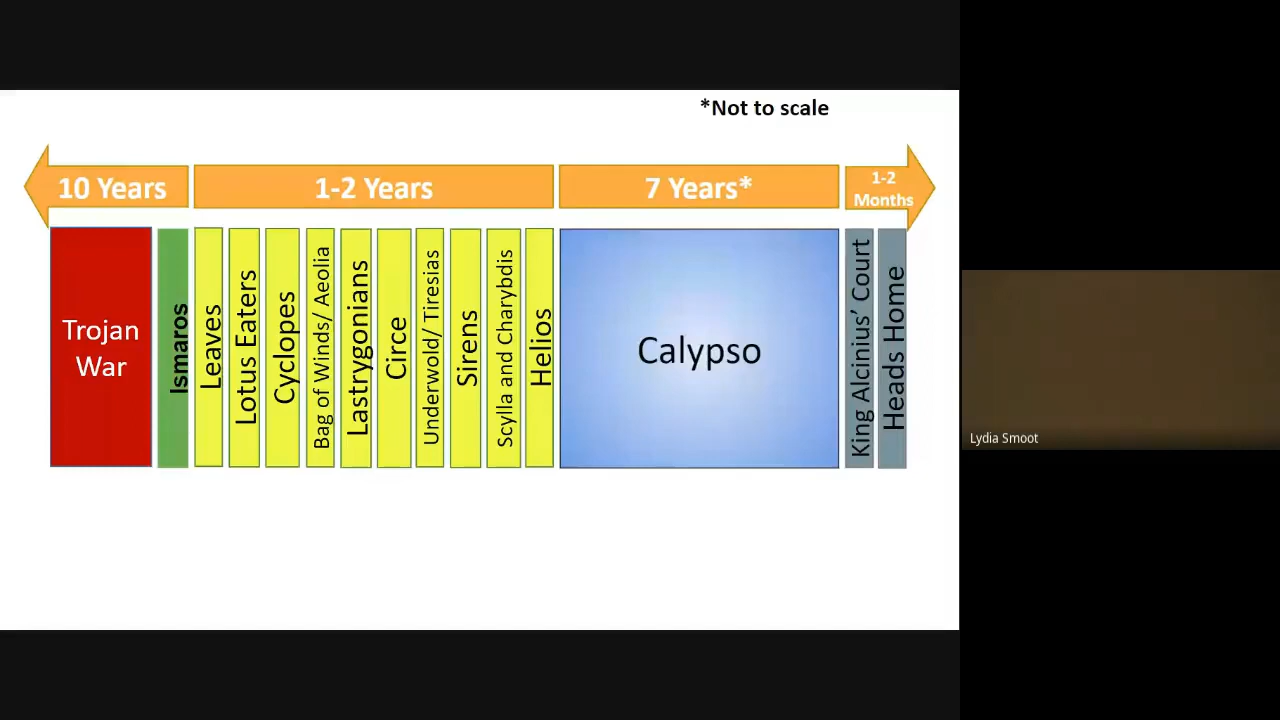 *Not to scale
10 Years
1-2 Years
7 Years*
1-2
Months
Trojan
War
Ismaros
Leaves
Lotus Eaters
Cyclopes
Bag of Winds/ Aeolia
Lastrygonians
Circe
Underwold/ Tiresias
Sirens
Scylla and Charybdis
Helios
Calypso
King Alcinius’ Court
Heads Home
Lydia Smoot